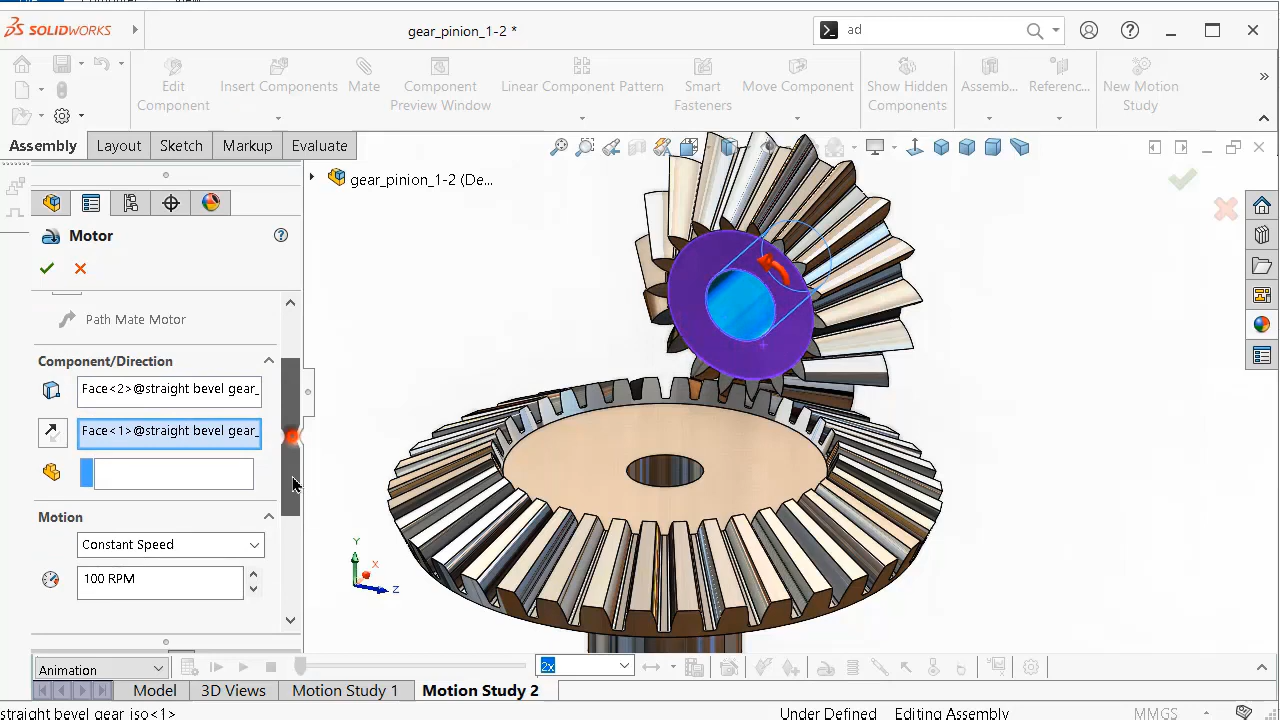 SOLIDWORKS
gear_pinion_1-2 *
ad
Edit Component
Insert Components
Mate
Component Preview Window
Linear Component Pattern
Smart Fasteners
Move Component
Show Hidden Components
Assemb...
Referenc...
New Motion Study
Assembly
Layout
Sketch
Markup
Evaluate
gear_pinion_1-2 (De...
Motor
Path Mate Motor
Component/Direction
Face<2>@straight bevel gear_
Face<1>@straight bevel gear_
Motion
Constant Speed
100 RPM
Y
X
Z
Animation
2x
Model
3D Views
Motion Study 1
Motion Study 2
straight bevel gear_iso<1>
Under Defined
Editing Assembly
MMGS